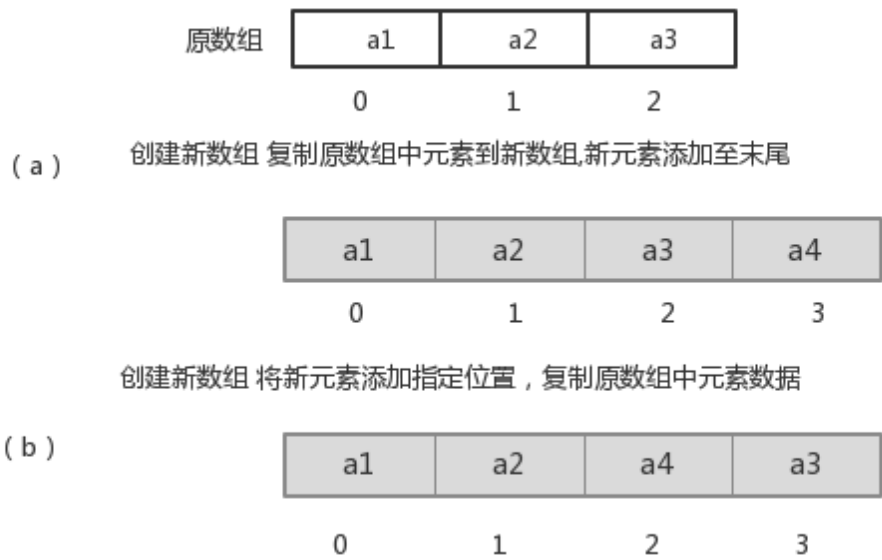 原数组 a1 a2 a3
0 1 2
(a) 创建新数组 复制原数组中元素到新数组,新元素添加至末尾
a1 a2 a3 a4
0 1 2 3
创建新数组 将新元素添加指定位置，复制原数组中元素数据
(b)
a1 a2 a4 a3
0 1 2 3